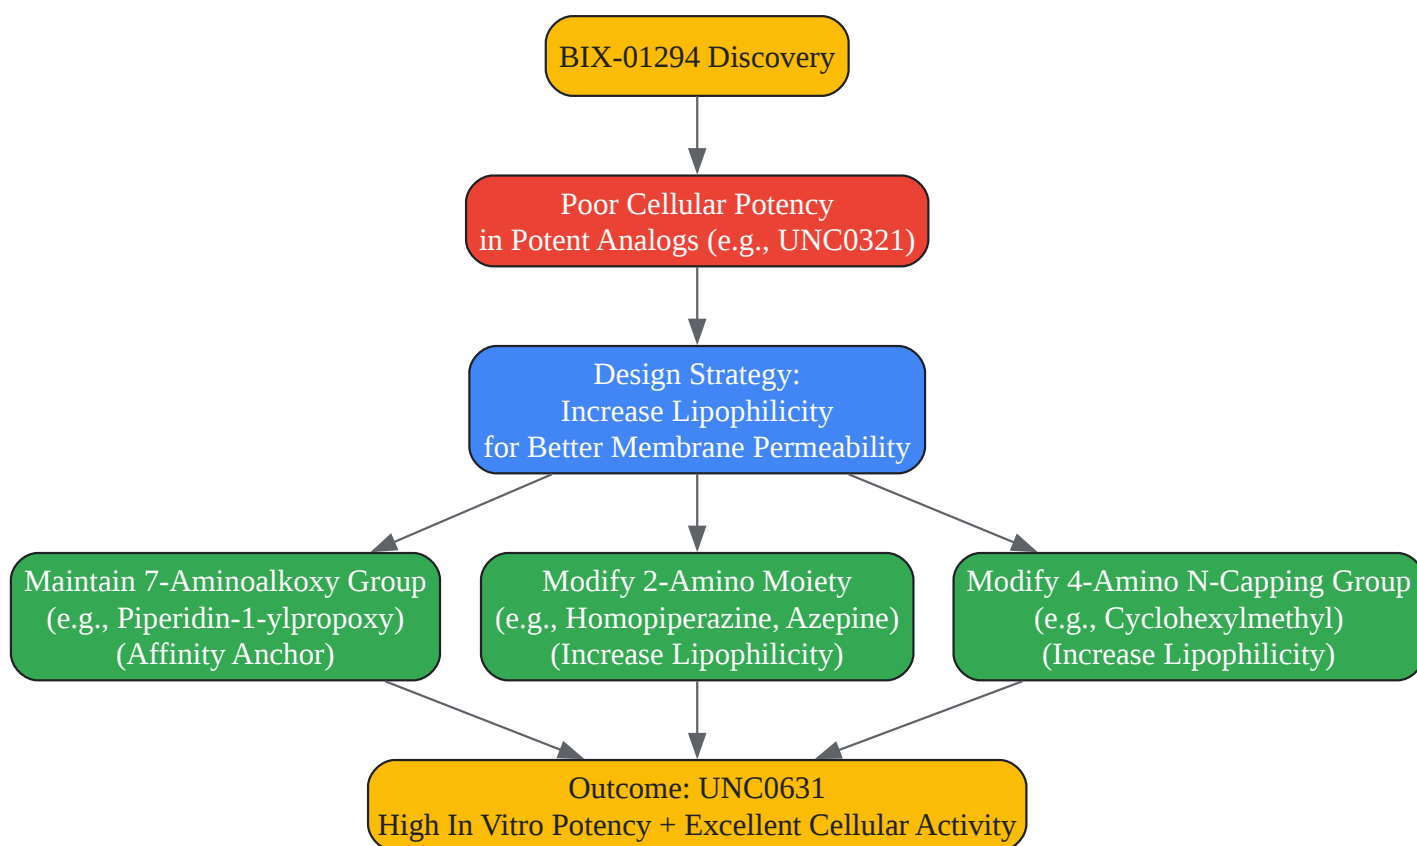 BIX-01294 Discovery
Poor Cellular Potency
in Potent Analogs (e.g., UNC0321)
Design Strategy:
Increase Lipophilicity
for Better Membrane Permeability
Maintain 7-Aminoalkoxy Group
(e.g., Piperidin-1-ylpropoxy)
(Affinity Anchor)
Modify 2-Amino Moiety
(e.g., Homopiperazine, Azepine)
(Increase Lipophilicity)
Modify 4-Amino N-Capping Group
(e.g., Cyclohexylmethyl)
(Increase Lipophilicity)
Outcome: UNC0631
High In Vitro Potency + Excellent Cellular Activity